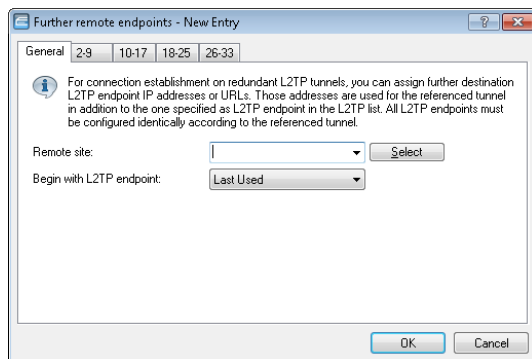 Further remote endpoints - New Entry
General 2-9 10-17 18-25 26-33
For connection establishment on redundant L2TP tunnels, you can assign further destination
L2TP endpoint IP addresses or URLs. Those addresses are used for the referenced tunnel
in addition to the one specified as L2TP endpoint in the L2TP list. All L2TP endpoints must
be configured identically according to the referenced tunnel.
Remote site: Select
Begin with L2TP endpoint: Last Used
OK Cancel